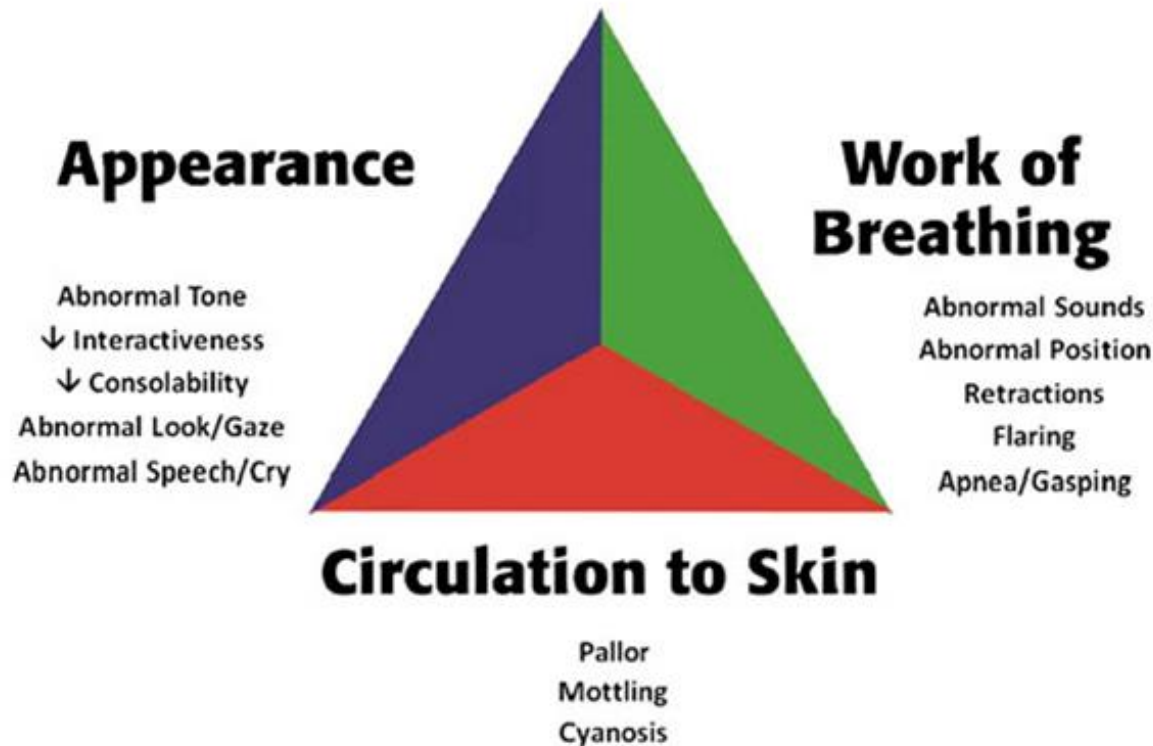 Appearance
Abnormal Tone
↓ Interactiveness
↓ Consolability
Abnormal Look/Gaze
Abnormal Speech/Cry
Work of
Breathing
Abnormal Sounds
Abnormal Position
Retractions
Flaring
Apnea/Gasping
Circulation to Skin
Pallor
Mottling
Cyanosis